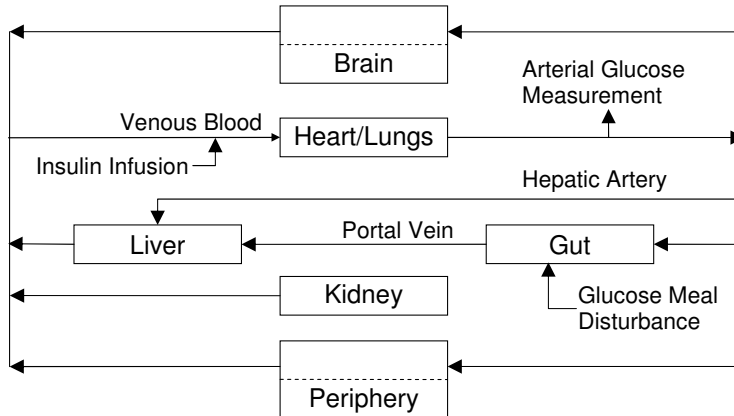 Brain
Arterial Glucose
Measurement
Venous Blood
Heart/Lungs
Insulin Infusion
Hepatic Artery
Portal Vein
Liver
Gut
Kidney
Glucose Meal
Disturbance
Periphery